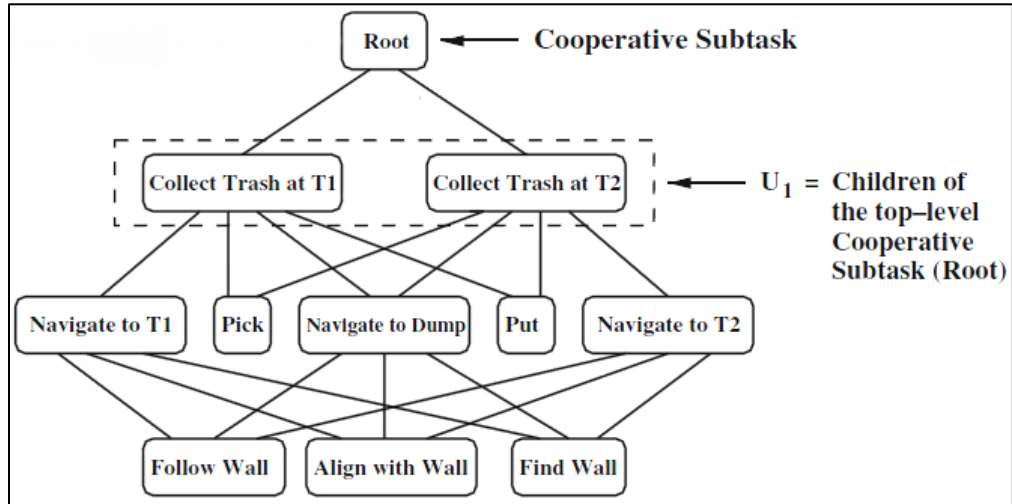 Root
Cooperative Subtask
Collect Trash at T1
Collect Trash at T2
U1 = Children of
the top–level
Cooperative
Subtask (Root)
Navigate to T1
Pick
Navigate to Dump
Put
Navigate to T2
Follow Wall
Align with Wall
Find Wall